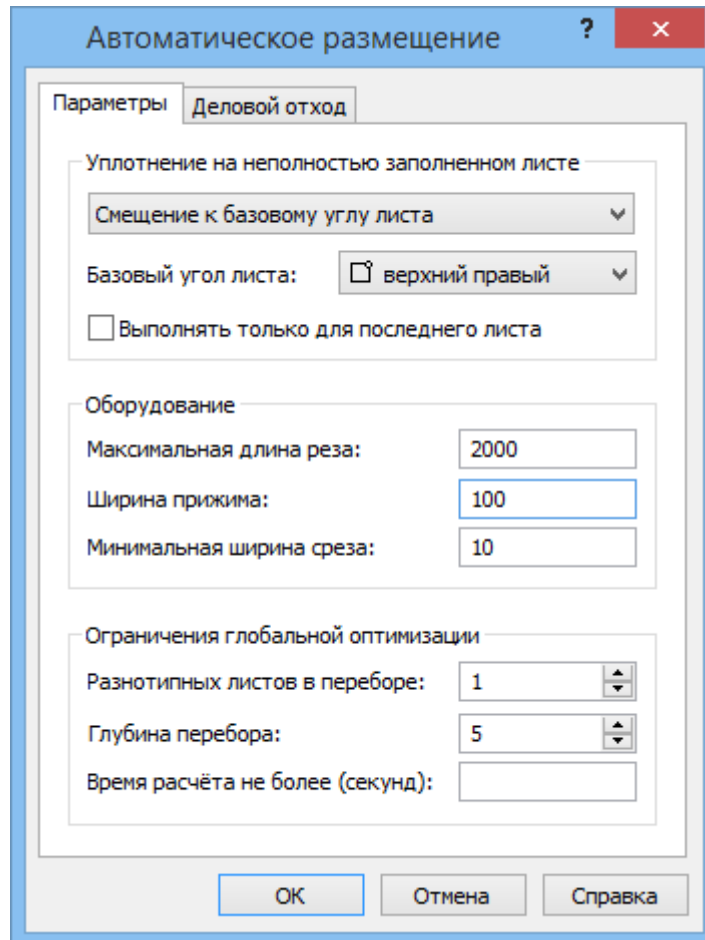 Автоматическое размещение ? ×
Параметры Деловой отход
Уплотнение на неполностью заполненном листе
Смещение к базовому углу листа
Базовый угол листа: верхний правый
Выполнять только для последнего листа
Оборудование
Максимальная длина реза: 2000
Ширина прижима: 100
Минимальная ширина среза: 10
Ограничения глобальной оптимизации
Разнотипных листов в переборе: 1
Глубина перебора: 5
Время расчёта не более (секунд):
ОК Отмена Справка